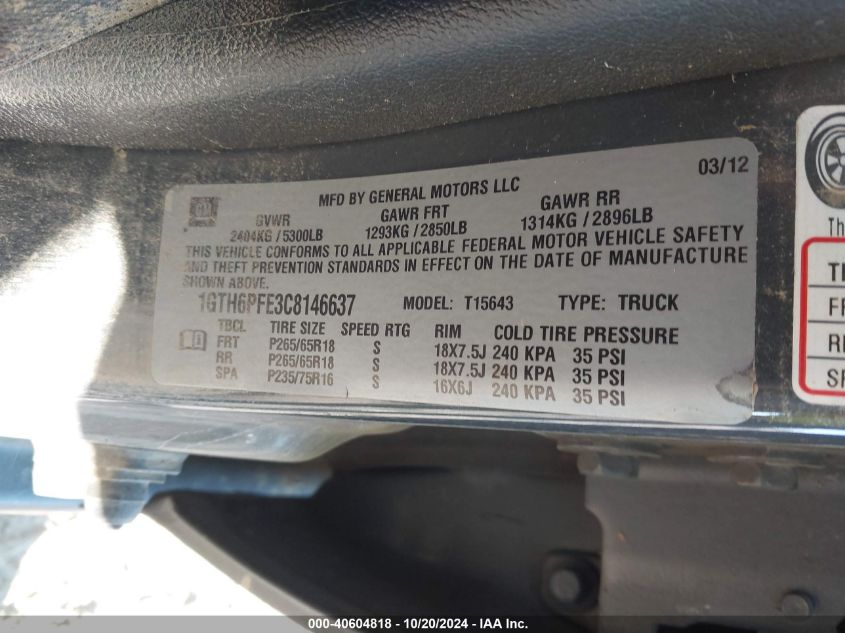 MFD BY GENERAL MOTORS LLC
03/12
GM
GVWR
GAWR FRT
GAWR RR
2404KG / 5300LB
1293KG / 2850LB
1314KG / 2896LB
THIS VEHICLE CONFORMS TO ALL APPLICABLE FEDERAL MOTOR VEHICLE SAFETY
AND THEFT PREVENTION STANDARDS IN EFFECT ON THE DATE OF MANUFACTURE
SHOWN ABOVE.
1GTH6PFE3C8146637 MODEL: T15643 TYPE: TRUCK
TBCL TIRE SIZE SPEED RTG RIM COLD TIRE PRESSURE
FRT P265/65R18 S 18X7.5J 240 KPA 35 PSI
RR P265/65R18 S 18X7.5J 240 KPA 35 PSI
SPA P235/75R16 S 16X6J 240 KPA 35 PSI
Th
TI
F
R
S
000-40604818 - 10/20/2024 - IAA Inc.